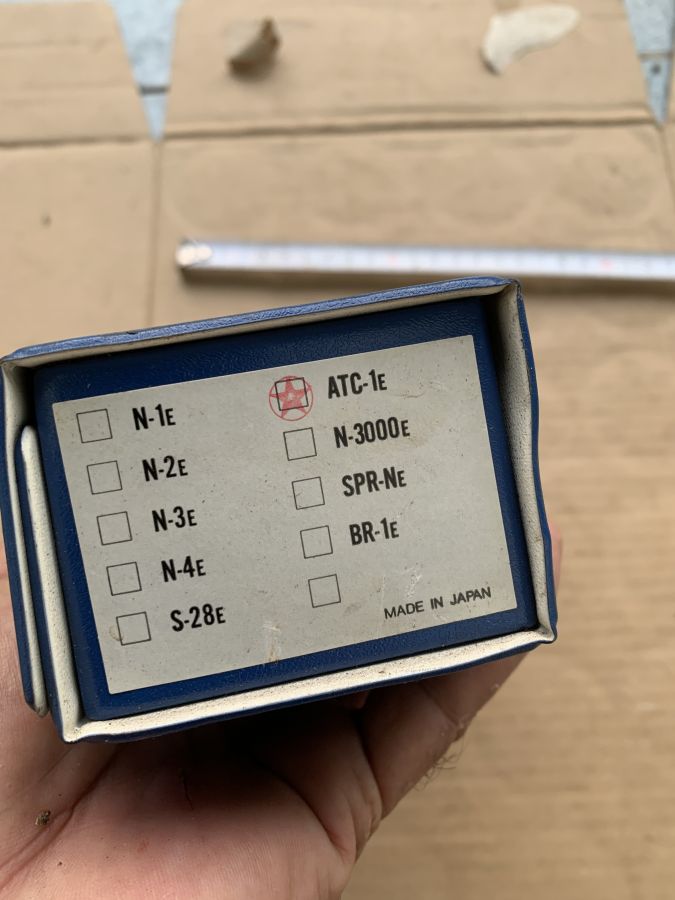 N-1E
N-2E
N-3E
N-4E
S-28E
ATC-1E
N-3000E
SPR-NE
BR-1E
MADE IN JAPAN